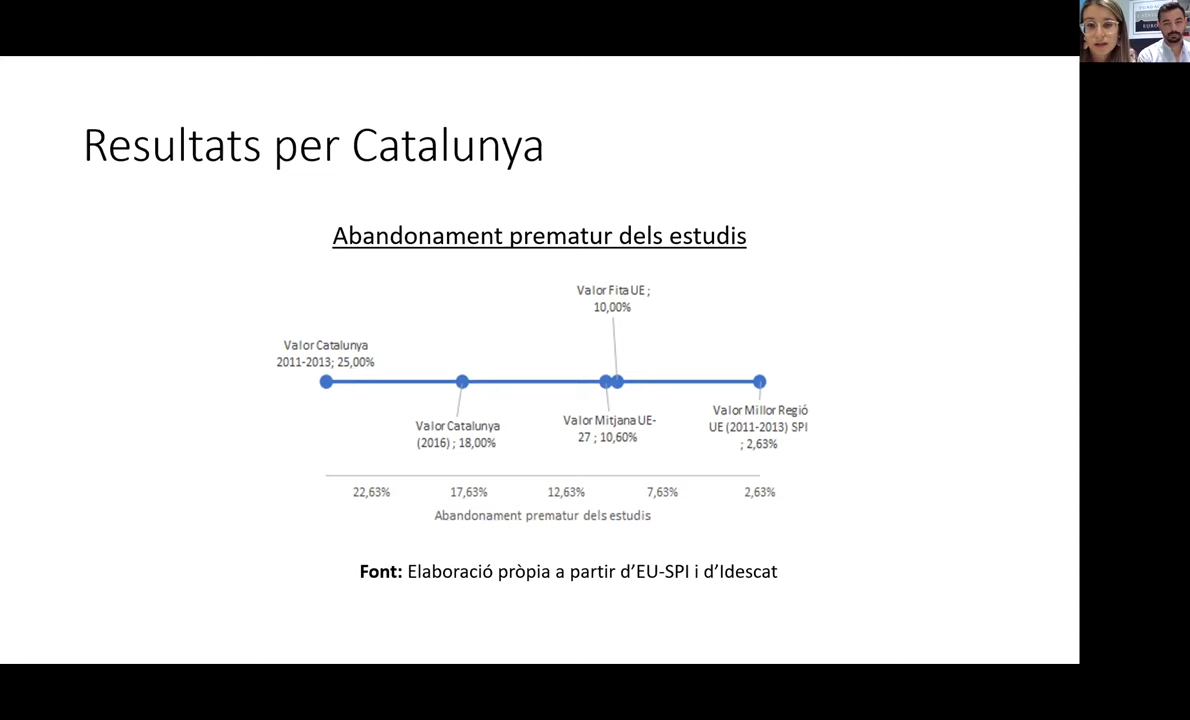 Resultats per Catalunya
Abandonament prematur dels estudis
Valor Fita UE ;
10,00%
Valor Catalunya
2011-2013; 25,00%
Valor Catalunya
(2016) ; 18,00%
Valor Mitjana UE-
27 ; 10,60%
Valor Millor Regió
UE (2011-2013) SPI
; 2,63%
22,63% 17,63% 12,63% 7,63% 2,63%
Abandonament prematur dels estudis
Font: Elaboració pròpia a partir d’EU-SPI i d’Idescat